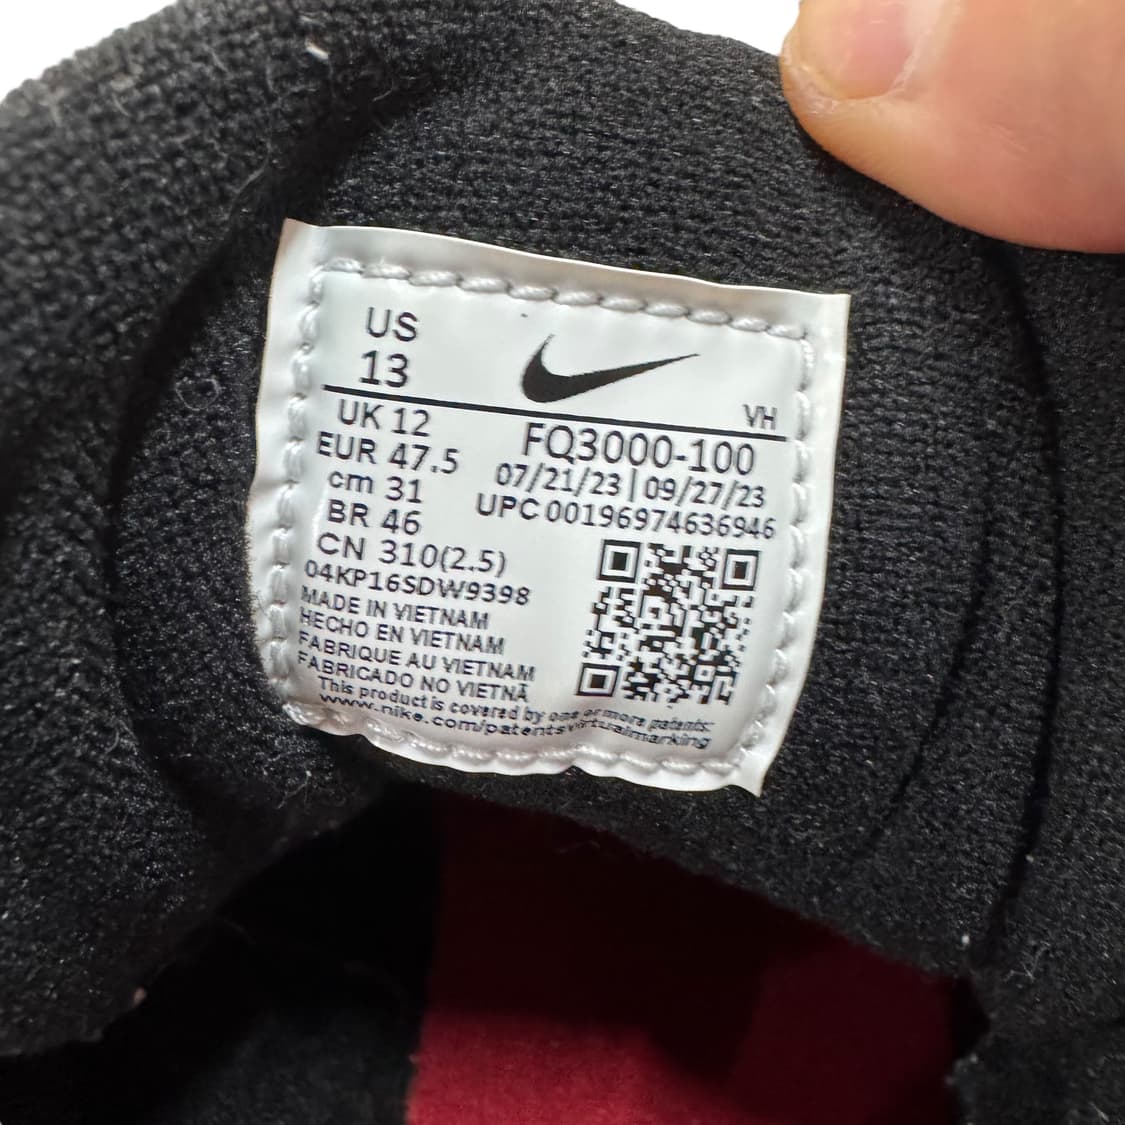 US
13
VH
UK 12
EUR 47.5
cm 31
BR 46
CN 310(2.5)
FQ3000-100
07/21/23 | 09/27/23
UPC 00196974636946
04KP16SDW9398
MADE IN VIETNAM
HECHO EN VIETNAM
FABRIQUE AU VIETNAM
FABRICADO NO VIETNÃ
This product is covered by one or more patents:
www.nike.com/patentsvirtualmarking